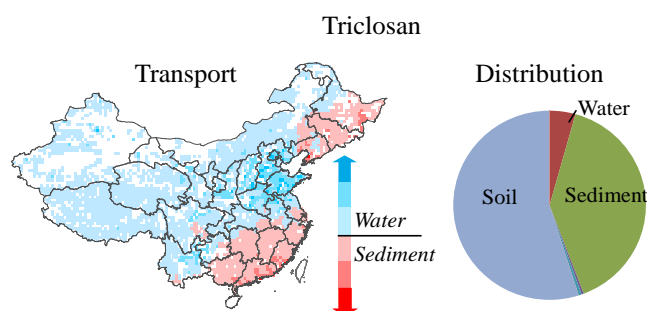 Triclosan
Transport
Distribution
Water
Soil
Sediment
Water
Sediment